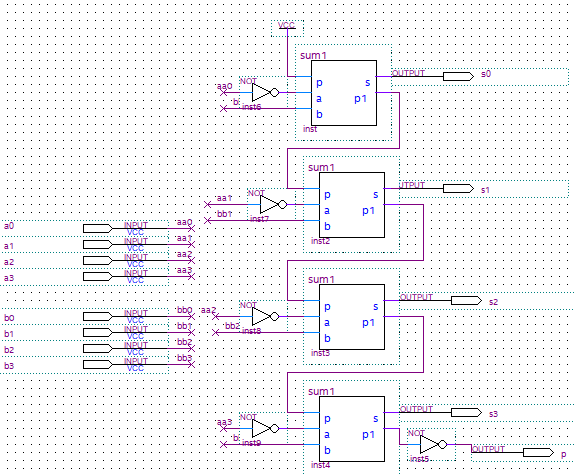 VCC
sum1
OUTPUT
s0
NOT
aa0
p
s
a
p1
b
b
inst6
inst
sum1
OUTPUT
s1
NOT
aa1
p
s
a
p1
bb1
b
inst7
inst2
a0
INPUT
VCC
aa0
a1
INPUT
VCC
aa1
a2
INPUT
VCC
aa2
a3
INPUT
VCC
aa3
sum1
OUTPUT
s2
b0
INPUT
VCC
bb0
aa2
NOT
p
s
b1
INPUT
VCC
bb1
bb2
a
p1
inst8
b
b2
INPUT
VCC
bb2
inst3
b3
INPUT
VCC
bb3
sum1
OUTPUT
s3
NOT
aa3
p
s
a
p1
b
b
inst9
inst4
NOT
inst5
OUTPUT
p